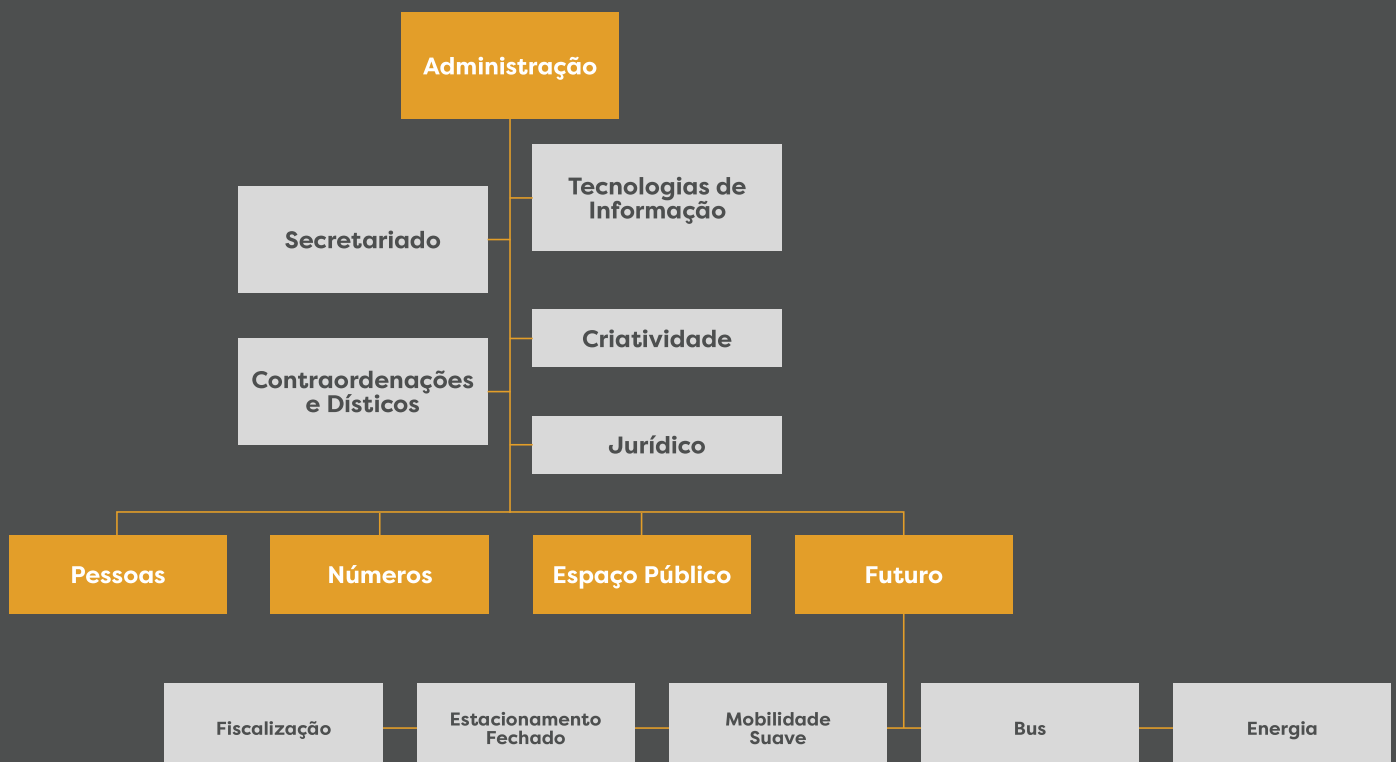 Administração
Tecnologias de
Informação
Secretariado
Criatividade
Contraordenações
e Dísticos
Jurídico
Pessoas
Números
Espaço Público
Futuro
Fiscalização
Estacionamento
Fechado
Mobilidade
Suave
Bus
Energia